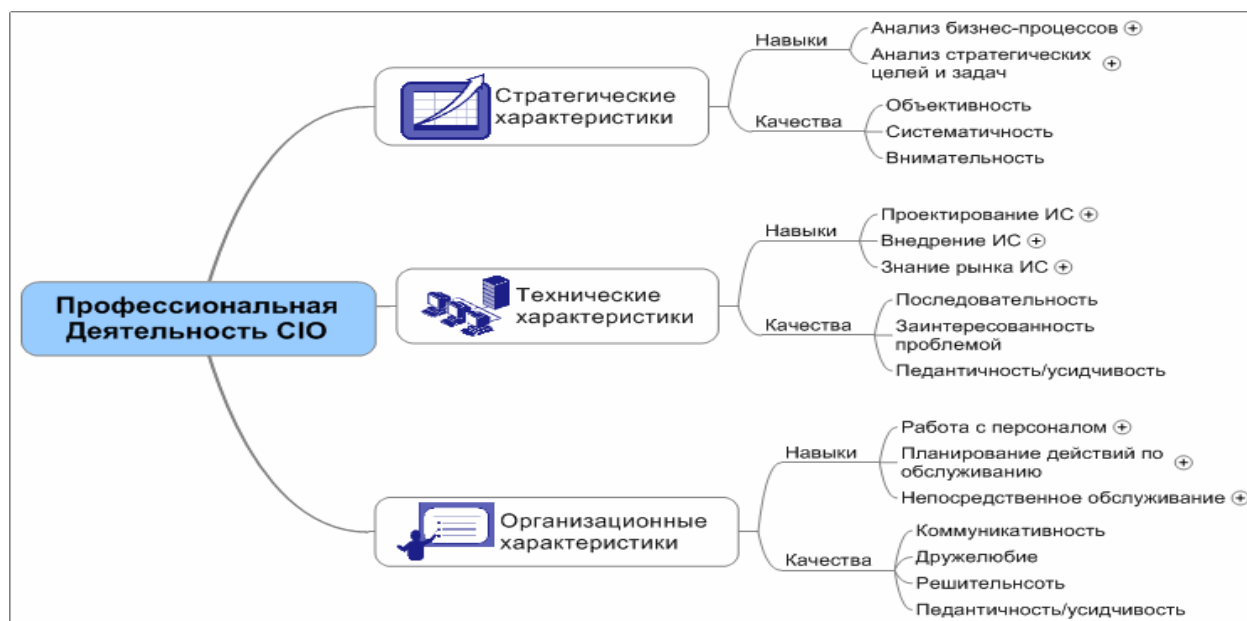 Профессиональная
Деятельность CIO
Стратегические
характеристики
Навыки
Анализ бизнес-процессов
Анализ стратегических
целей и задач
Качества
Объективность
Систематичность
Внимательность
Технические
характеристики
Навыки
Проектирование ИС
Внедрение ИС
Знание рынка ИС
Качества
Последовательность
Заинтересованность
проблемой
Педантичность/усидчивость
Организационные
характеристики
Навыки
Работа с персоналом
Планирование действий по
обслуживанию
Непосредственное обслуживание
Качества
Коммуникативность
Дружелюбие
Решительнсоть
Педантичность/усидчивость